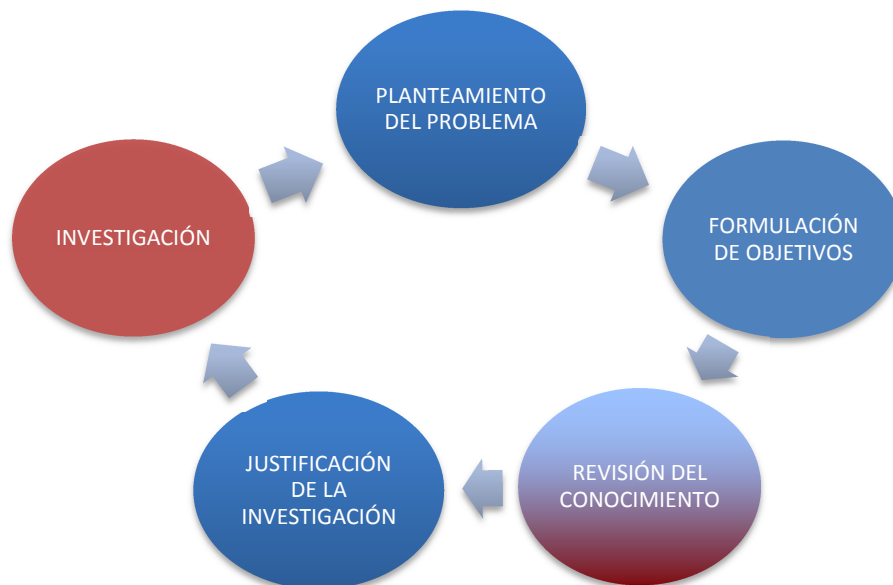 PLANTEAMIENTO
DEL PROBLEMA
FORMULACIÓN
DE OBJETIVOS
REVISIÓN DEL
CONOCIMIENTO
JUSTIFICACIÓN
DE LA
INVESTIGACIÓN
INVESTIGACIÓN